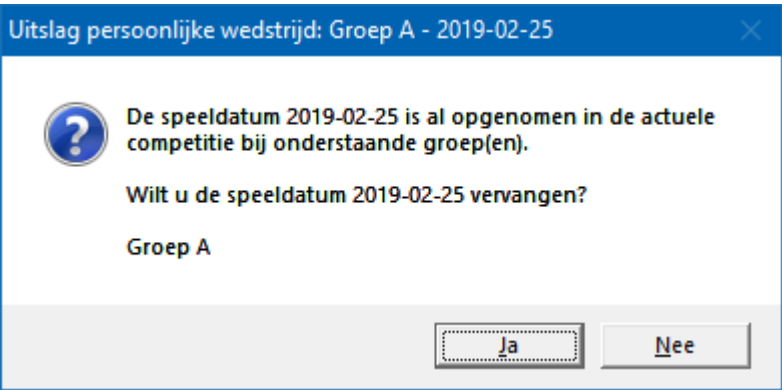 Uitslag persoonlijke wedstrijd: Groep A - 2019-02-25
De speeldatum 2019-02-25 is al opgenomen in de actuele
competitie bij onderstaande groep(en).
Wilt u de speeldatum 2019-02-25 vervangen?
Groep A
Ja
Nee